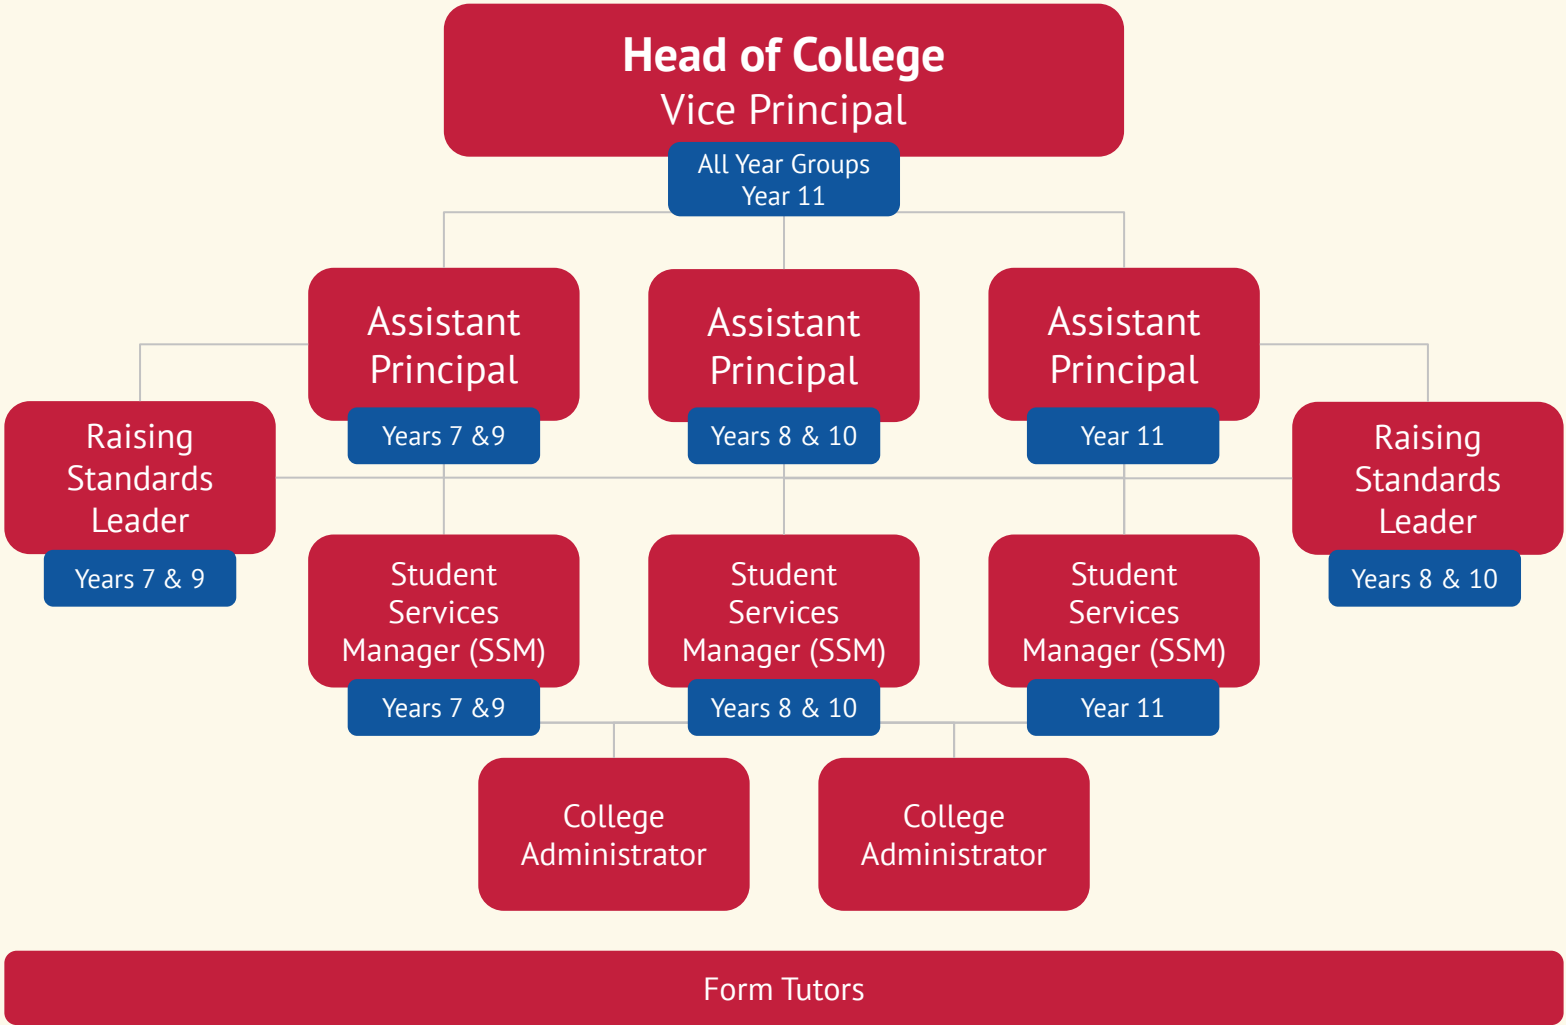 Head of College
Vice Principal
All Year Groups
Year 11
Assistant
Principal
Years 7 &9
Assistant
Principal
Years 8 & 10
Assistant
Principal
Year 11
Raising
Standards
Leader
Years 7 & 9
Raising
Standards
Leader
Years 8 & 10
Student
Services
Manager (SSM)
Years 7 &9
Student
Services
Manager (SSM)
Years 8 & 10
Student
Services
Manager (SSM)
Year 11
College
Administrator
College
Administrator
Form Tutors